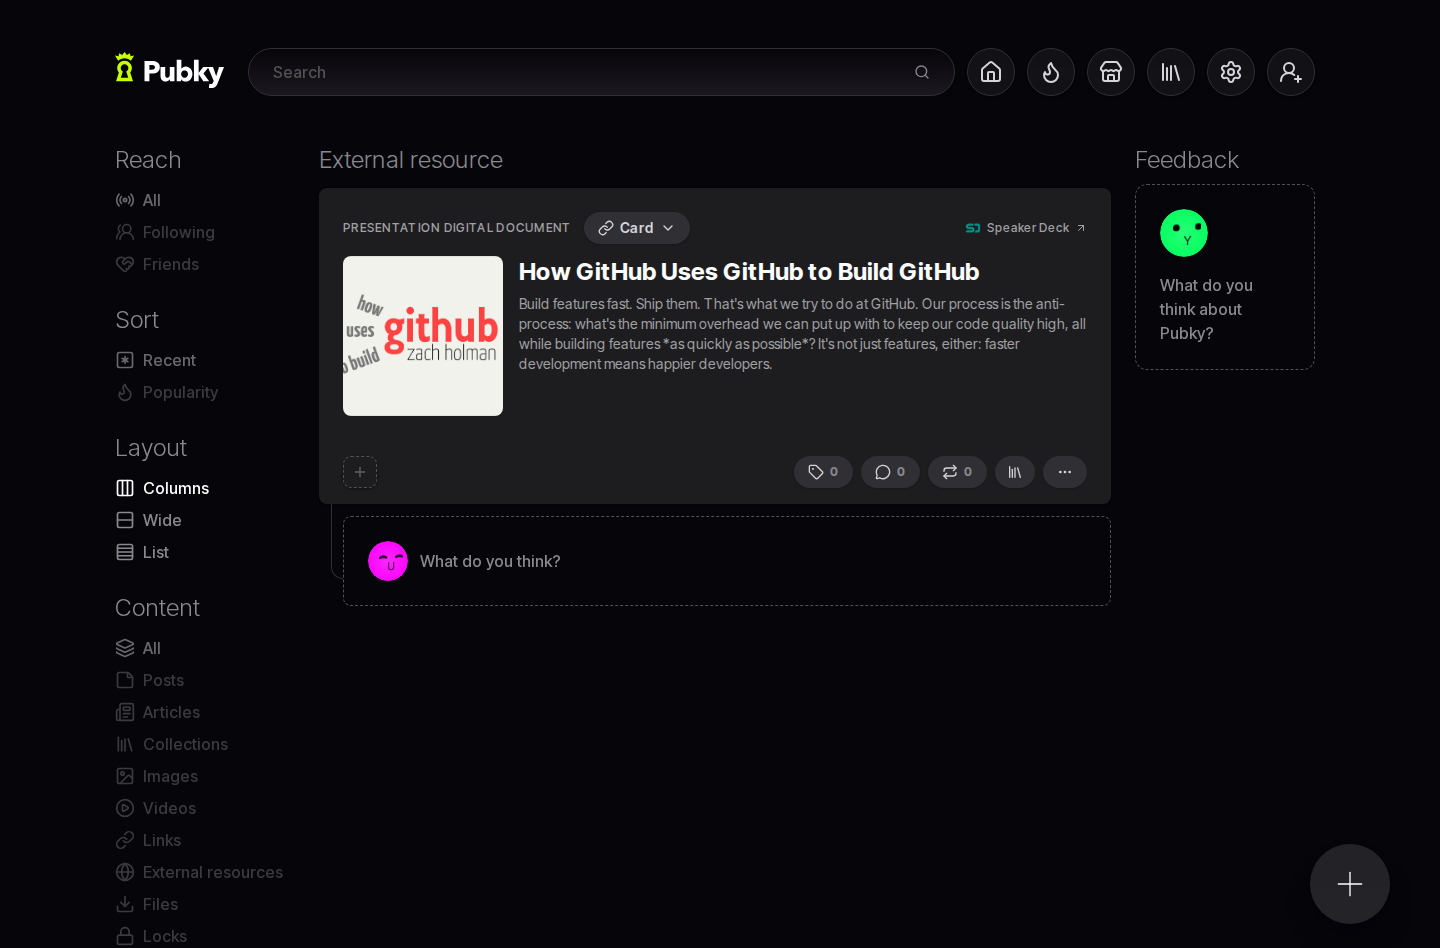 Pubky
Search
Reach
All
Following
Friends
Sort
Recent
Popularity
Layout
Columns
Wide
List
Content
All
Posts
Articles
Collections
Images
Videos
Links
External resources
Files
Locks
External resource
PRESENTATION DIGITAL DOCUMENT
Card
Speaker Deck
how
uses
github
zach holman
build
How GitHub Uses GitHub to Build GitHub
Build features fast. Ship them. That's what we try to do at GitHub. Our process is the anti-
process: what's the minimum overhead we can put up with to keep our code quality high, all
while building features *as quickly as possible*? It's not just features, either: faster
development means happier developers.
0
0
0
What do you think?
Feedback
What do you
think about
Pubky?